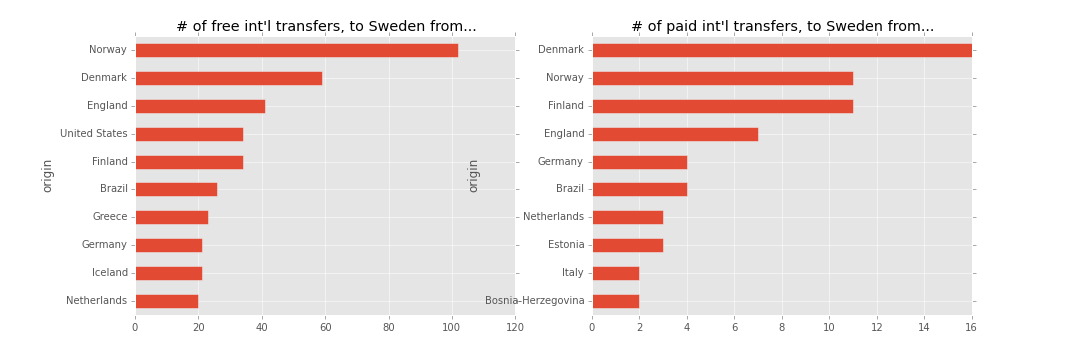 # of free int'l transfers, to Sweden from...
origin
Norway
Denmark
England
United States
Finland
Brazil
Greece
Germany
Iceland
Netherlands
0 20 40 60 80 100 120
# of paid int'l transfers, to Sweden from...
origin
Denmark
Norway
Finland
England
Germany
Brazil
Netherlands
Estonia
Italy
Bosnia-Herzegovina
0 2 4 6 8 10 12 14 16